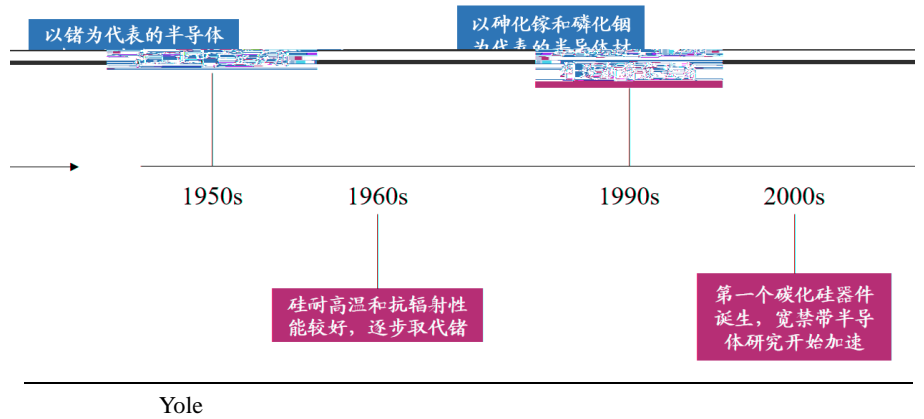 以锗为代表的半导体
以砷化镓和磷化铟
为代表的半导体材
1950s
1960s
1990s
2000s
硅耐高温和抗辐射性
能较好，逐步取代锗
第一个碳化硅器件
诞生，宽禁带半导
体研究开始加速
Yole